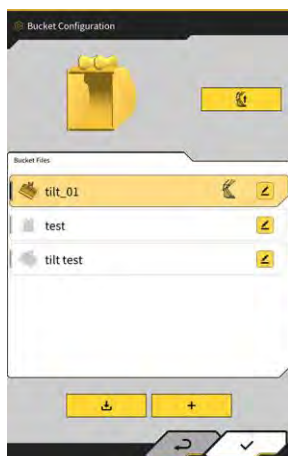 Bucket Configuration
Bucket Files
tilt_01
test
tilt test